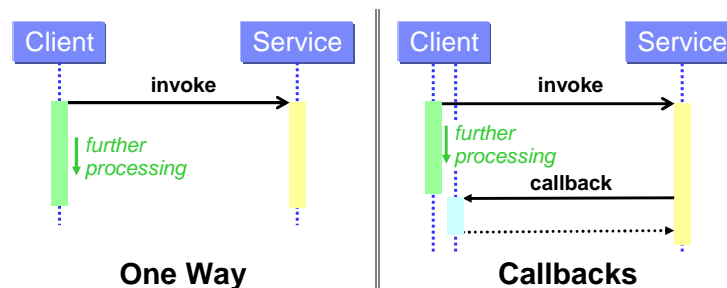 Client
Service
invoke
further
processing
One Way
Client
Service
invoke
further
processing
callback
Callbacks